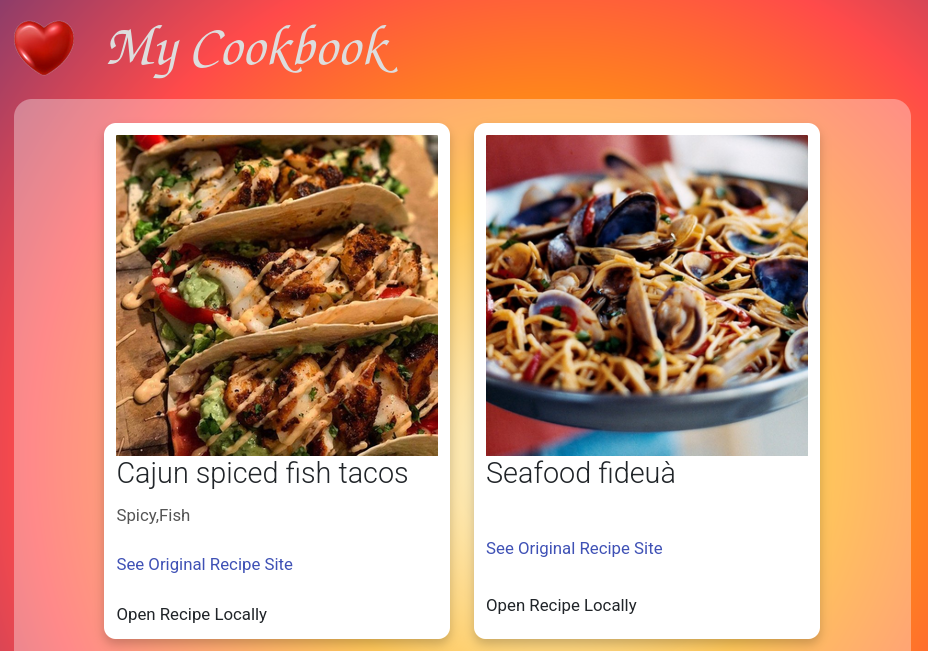 My Cookbook
Cajun spiced fish tacos
Spicy,Fish
See Original Recipe Site
Open Recipe Locally
Seafood fideuà
See Original Recipe Site
Open Recipe Locally